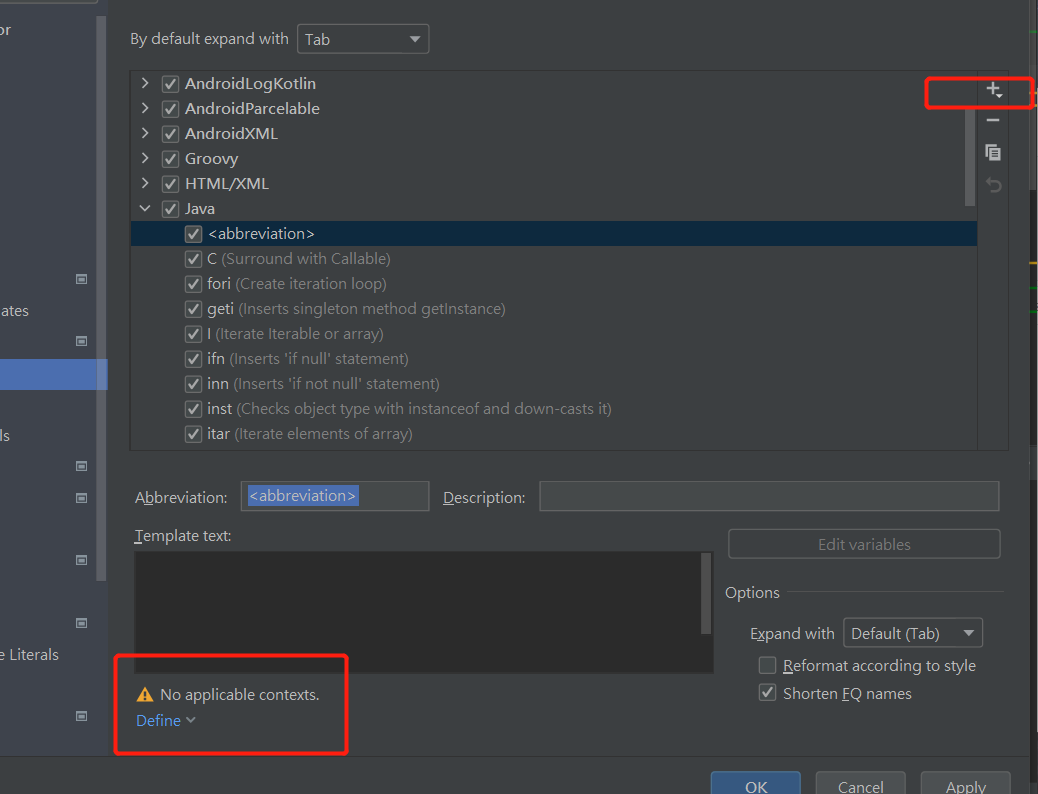 or
By default expand with Tab
AndroidLogKotlin
AndroidParcelable
AndroidXML
Groovy
HTML/XML
Java
<abbreviation>
C (Surround with Callable)
fori (Create iteration loop)
geti (Inserts singleton method getInstance)
ates
I (Iterate Iterable or array)
ifn (Inserts 'if null' statement)
inn (Inserts 'if not null' statement)
inst (Checks object type with instanceof and down-casts it)
itar (Iterate elements of array)
ls
Abbreviation: <abbreviation> Description:
Template text:
Edit variables
Options
Expand with Default (Tab)
e Literals
Reformat according to style
No applicable contexts.
Shorten FQ names
Define
OK Cancel Apply